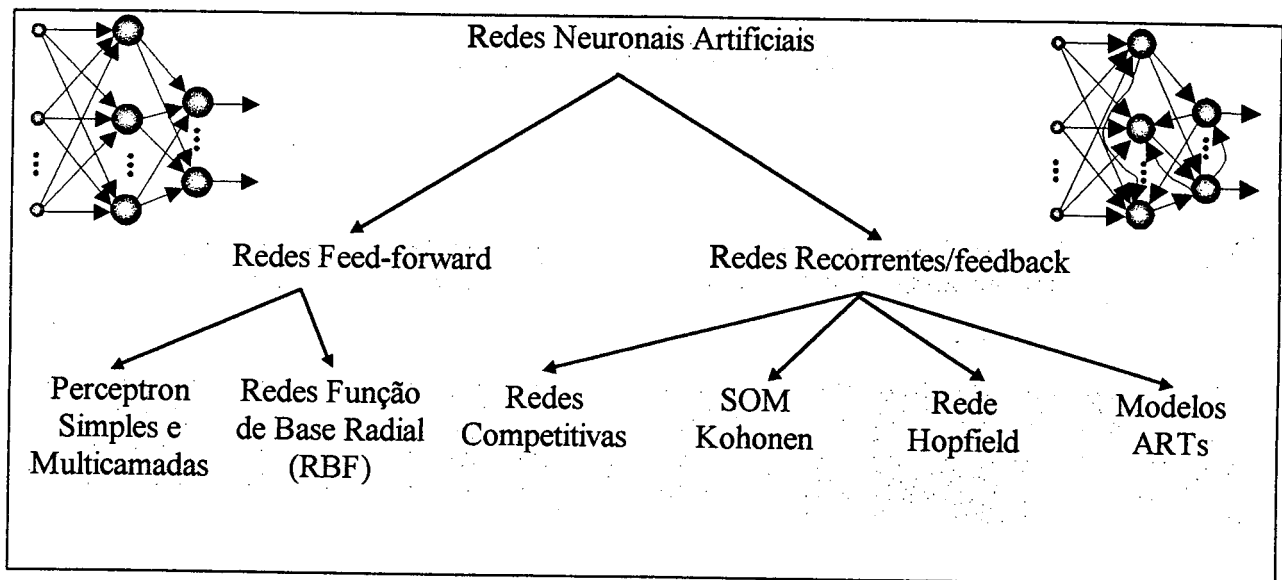 Redes Neuronais Artificiais
Redes Feed-forward
Redes Recorrentes/feedback
Perceptron
Simples e
Multicamadas
Redes Função
de Base Radial
(RBF)
Redes
Competitivas
SOM
Kohonen
Rede
Hopfield
Modelos
ARTs